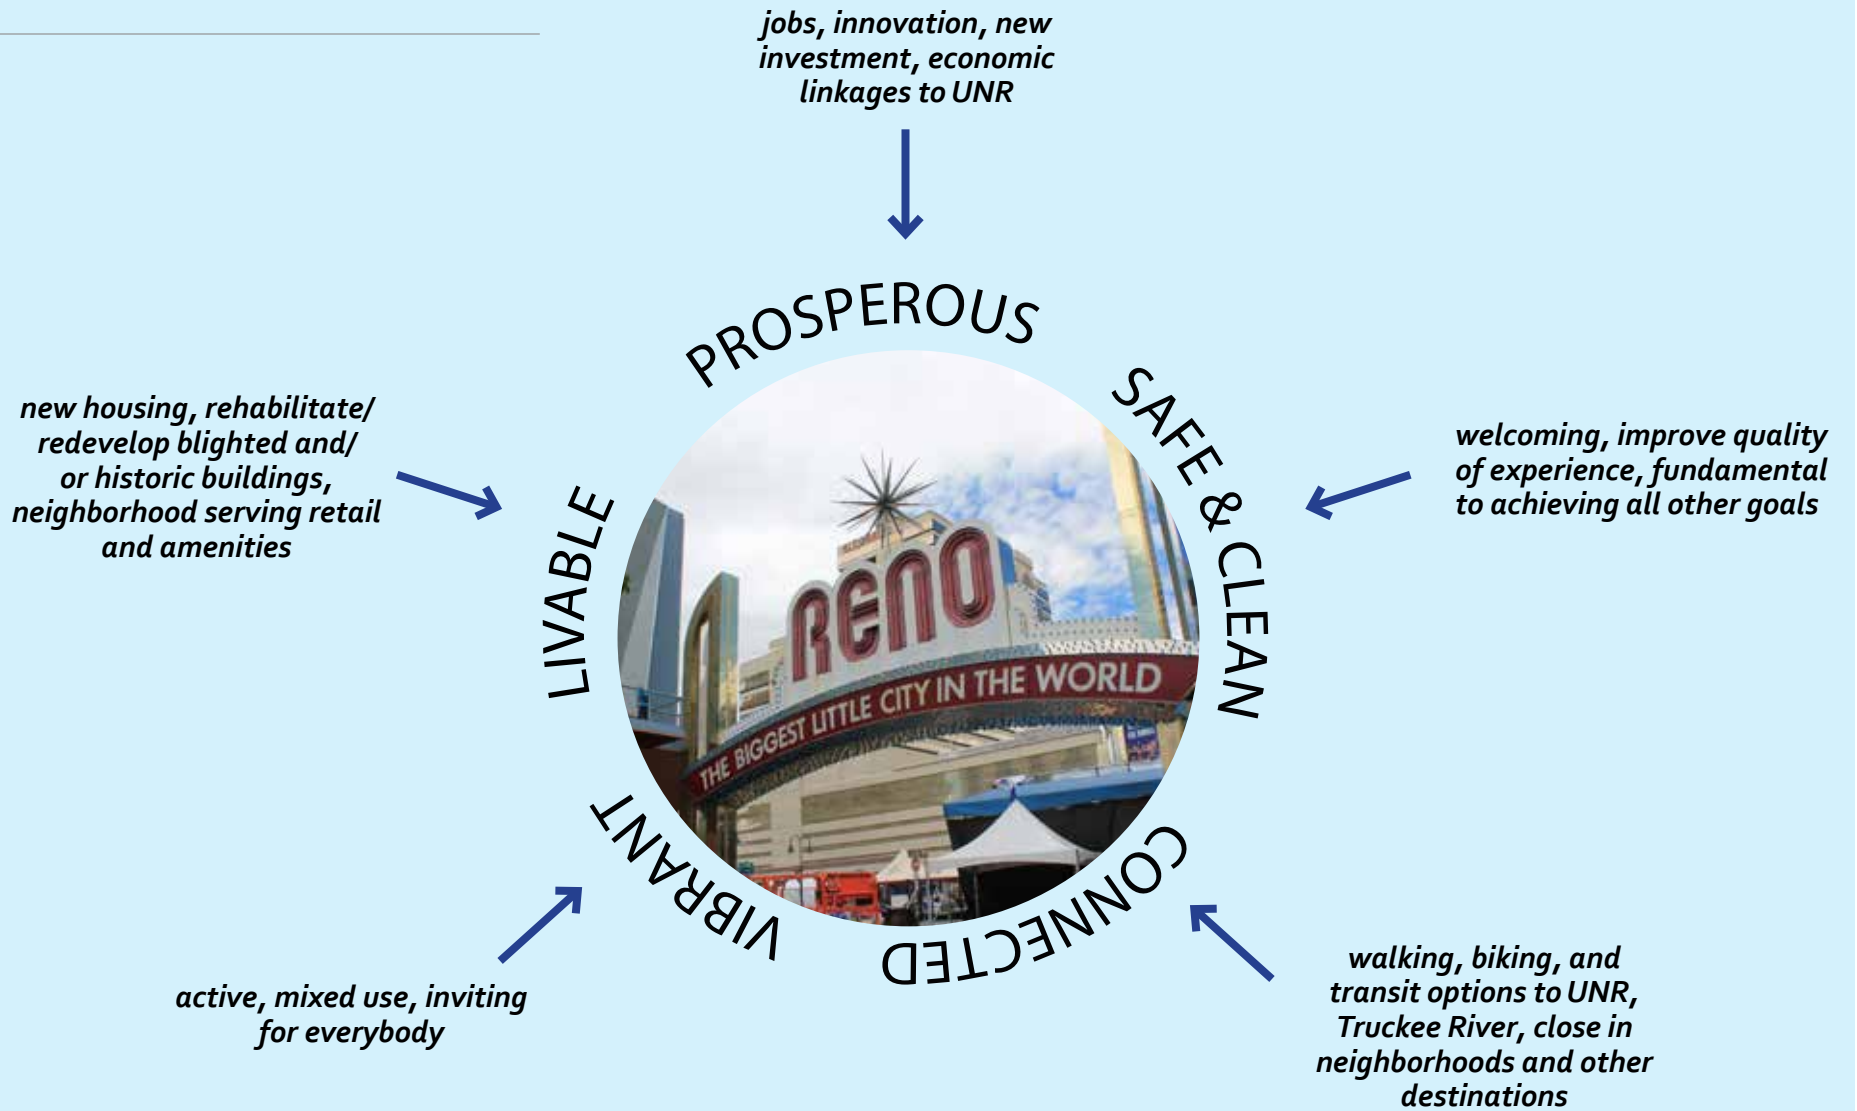 jobs, innovation, new
investment, economic
linkages to UNR
PROSPEROUS
SAFE & CLEAN
welcoming, improve quality
of experience, fundamental
to achieving all other goals
new housing, rehabilitate/
redevelop blighted and/
or historic buildings,
neighborhood serving retail
and amenities
LIVABLE
RENO
THE BIGGEST LITTLE CITY IN THE WORLD
VIBRANT
CONNECTED
active, mixed use, inviting
for everybody
walking, biking, and
transit options to UNR,
Truckee River, close in
neighborhoods and other
destinations